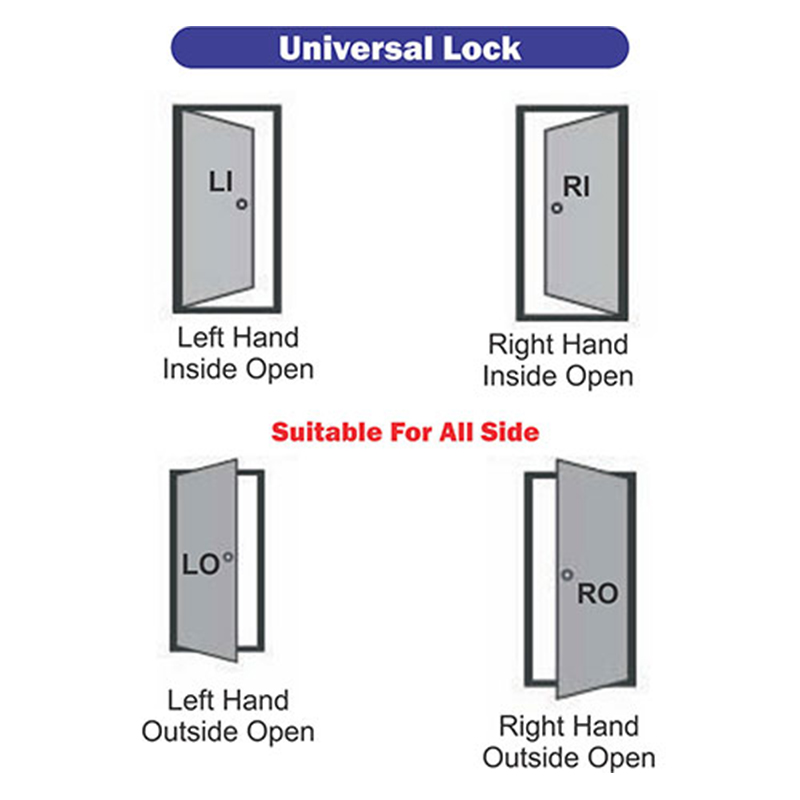 Universal Lock
LI
RI
Left Hand
Inside Open
Right Hand
Inside Open
Suitable For All Side
LO
RO
Left Hand
Outside Open
Right Hand
Outside Open